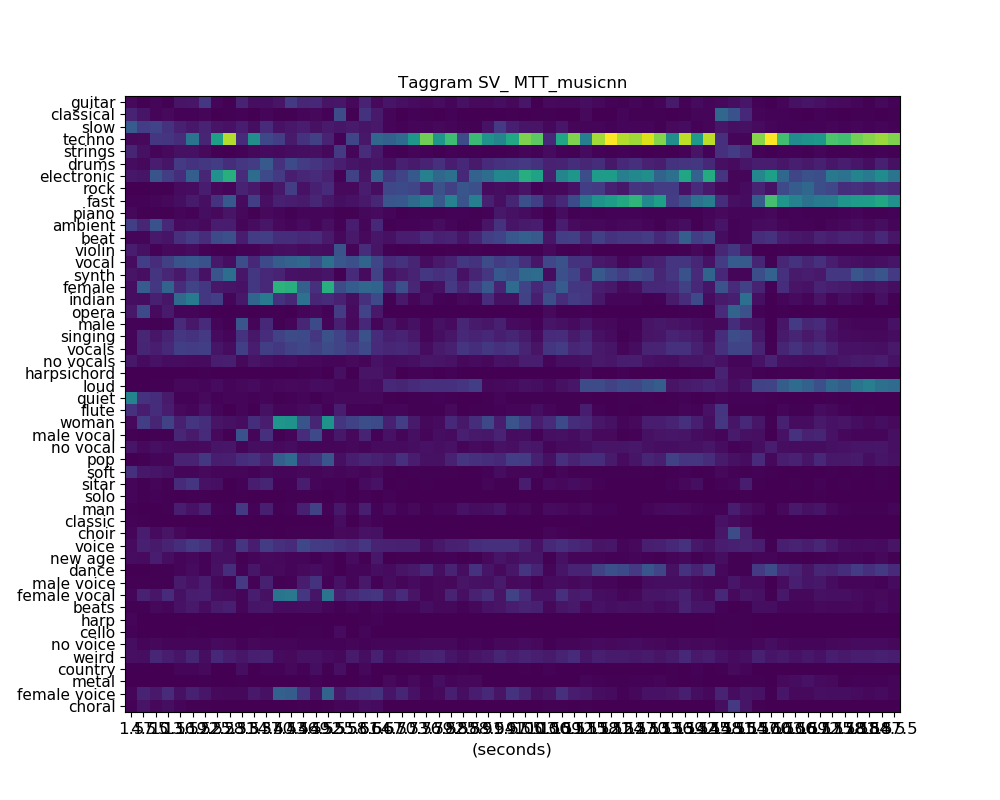 Taggram SV_ MTT_musicnn
guitar
classical
slow
techno
strings
drums
electronic
rock
fast
piano
ambient
beat
violin
vocal
synth
female
indian
opera
male
singing
vocals
no vocals
harpsichord
loud
quiet
flute
woman
male vocal
no vocal
pop
soft
sitar
solo
man
classic
choir
voice
new age
dance
male voice
female vocal
beats
harp
cello
no voice
weird
country
metal
female voice
choral
(seconds)